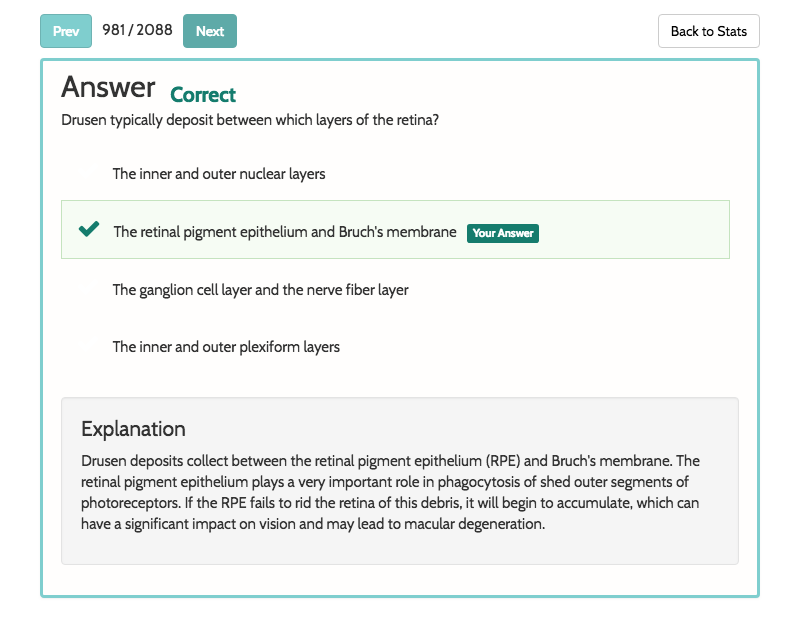 Prev 981 / 2088 Next Back to Stats
Answer Correct
Drusen typically deposit between which layers of the retina?
The inner and outer nuclear layers
The retinal pigment epithelium and Bruch's membrane Your Answer
The ganglion cell layer and the nerve fiber layer
The inner and outer plexiform layers
Explanation
Drusen deposits collect between the retinal pigment epithelium (RPE) and Bruch's membrane. The
retinal pigment epithelium plays a very important role in phagocytosis of shed outer segments of
photoreceptors. If the RPE fails to rid the retina of this debris, it will begin to accumulate, which can
have a significant impact on vision and may lead to macular degeneration.